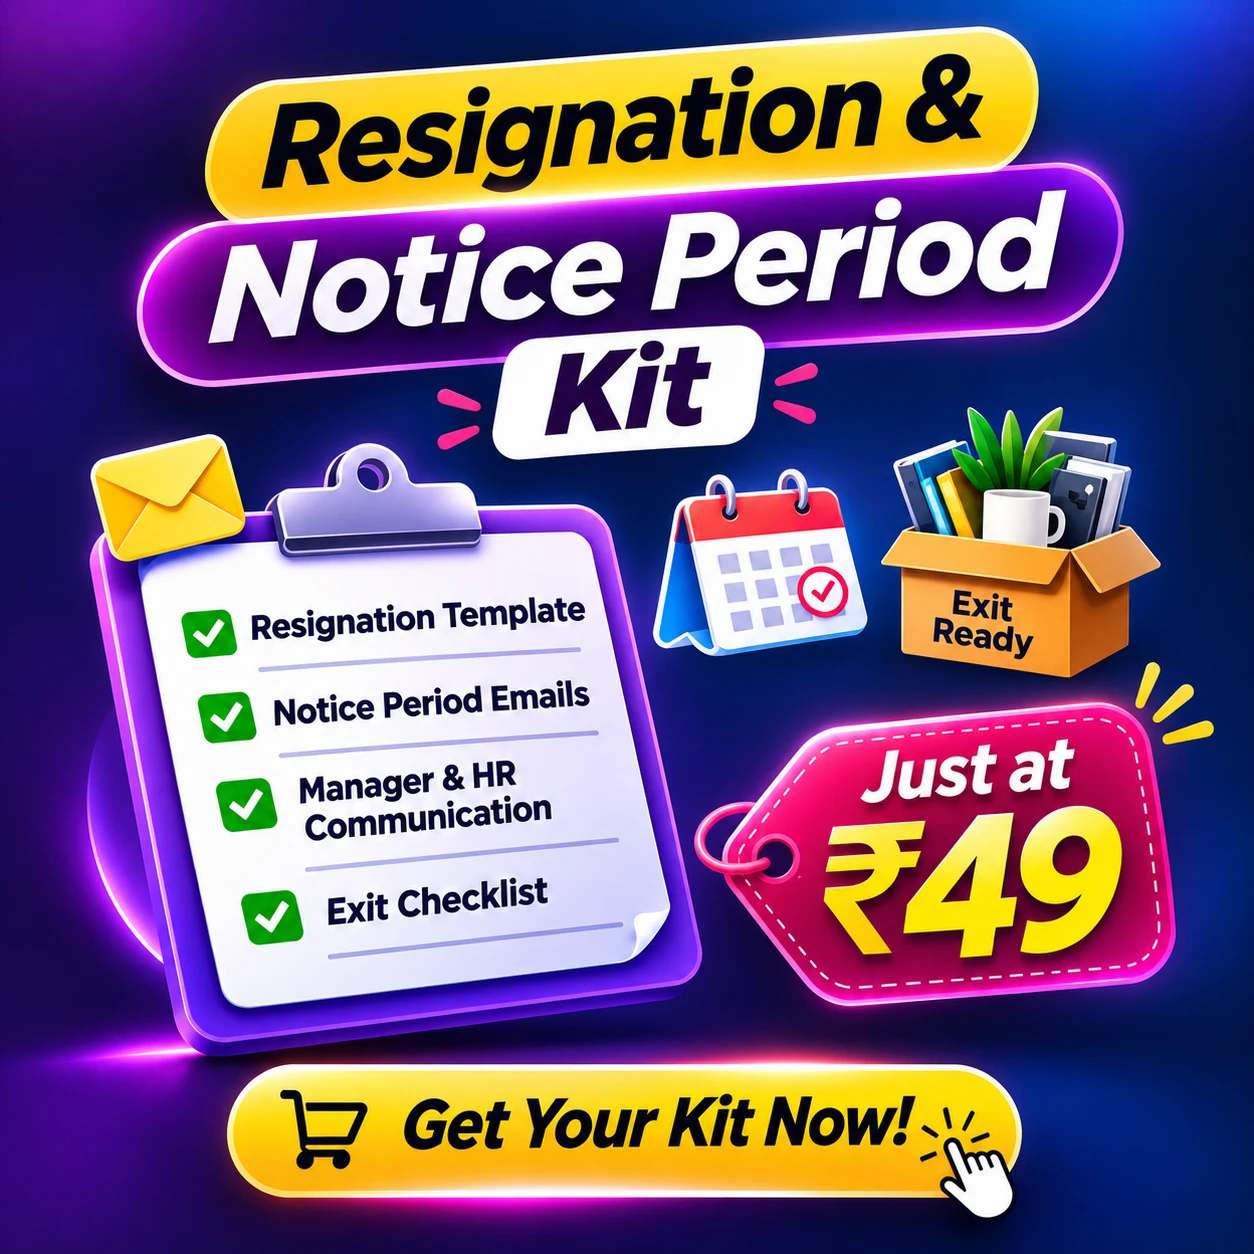 Resignation &
Notice Period
Kit
Resignation Template
Notice Period Emails
Manager & HR
Communication
Exit Checklist
Exit
Ready
Just at
₹49
Get Your Kit Now!